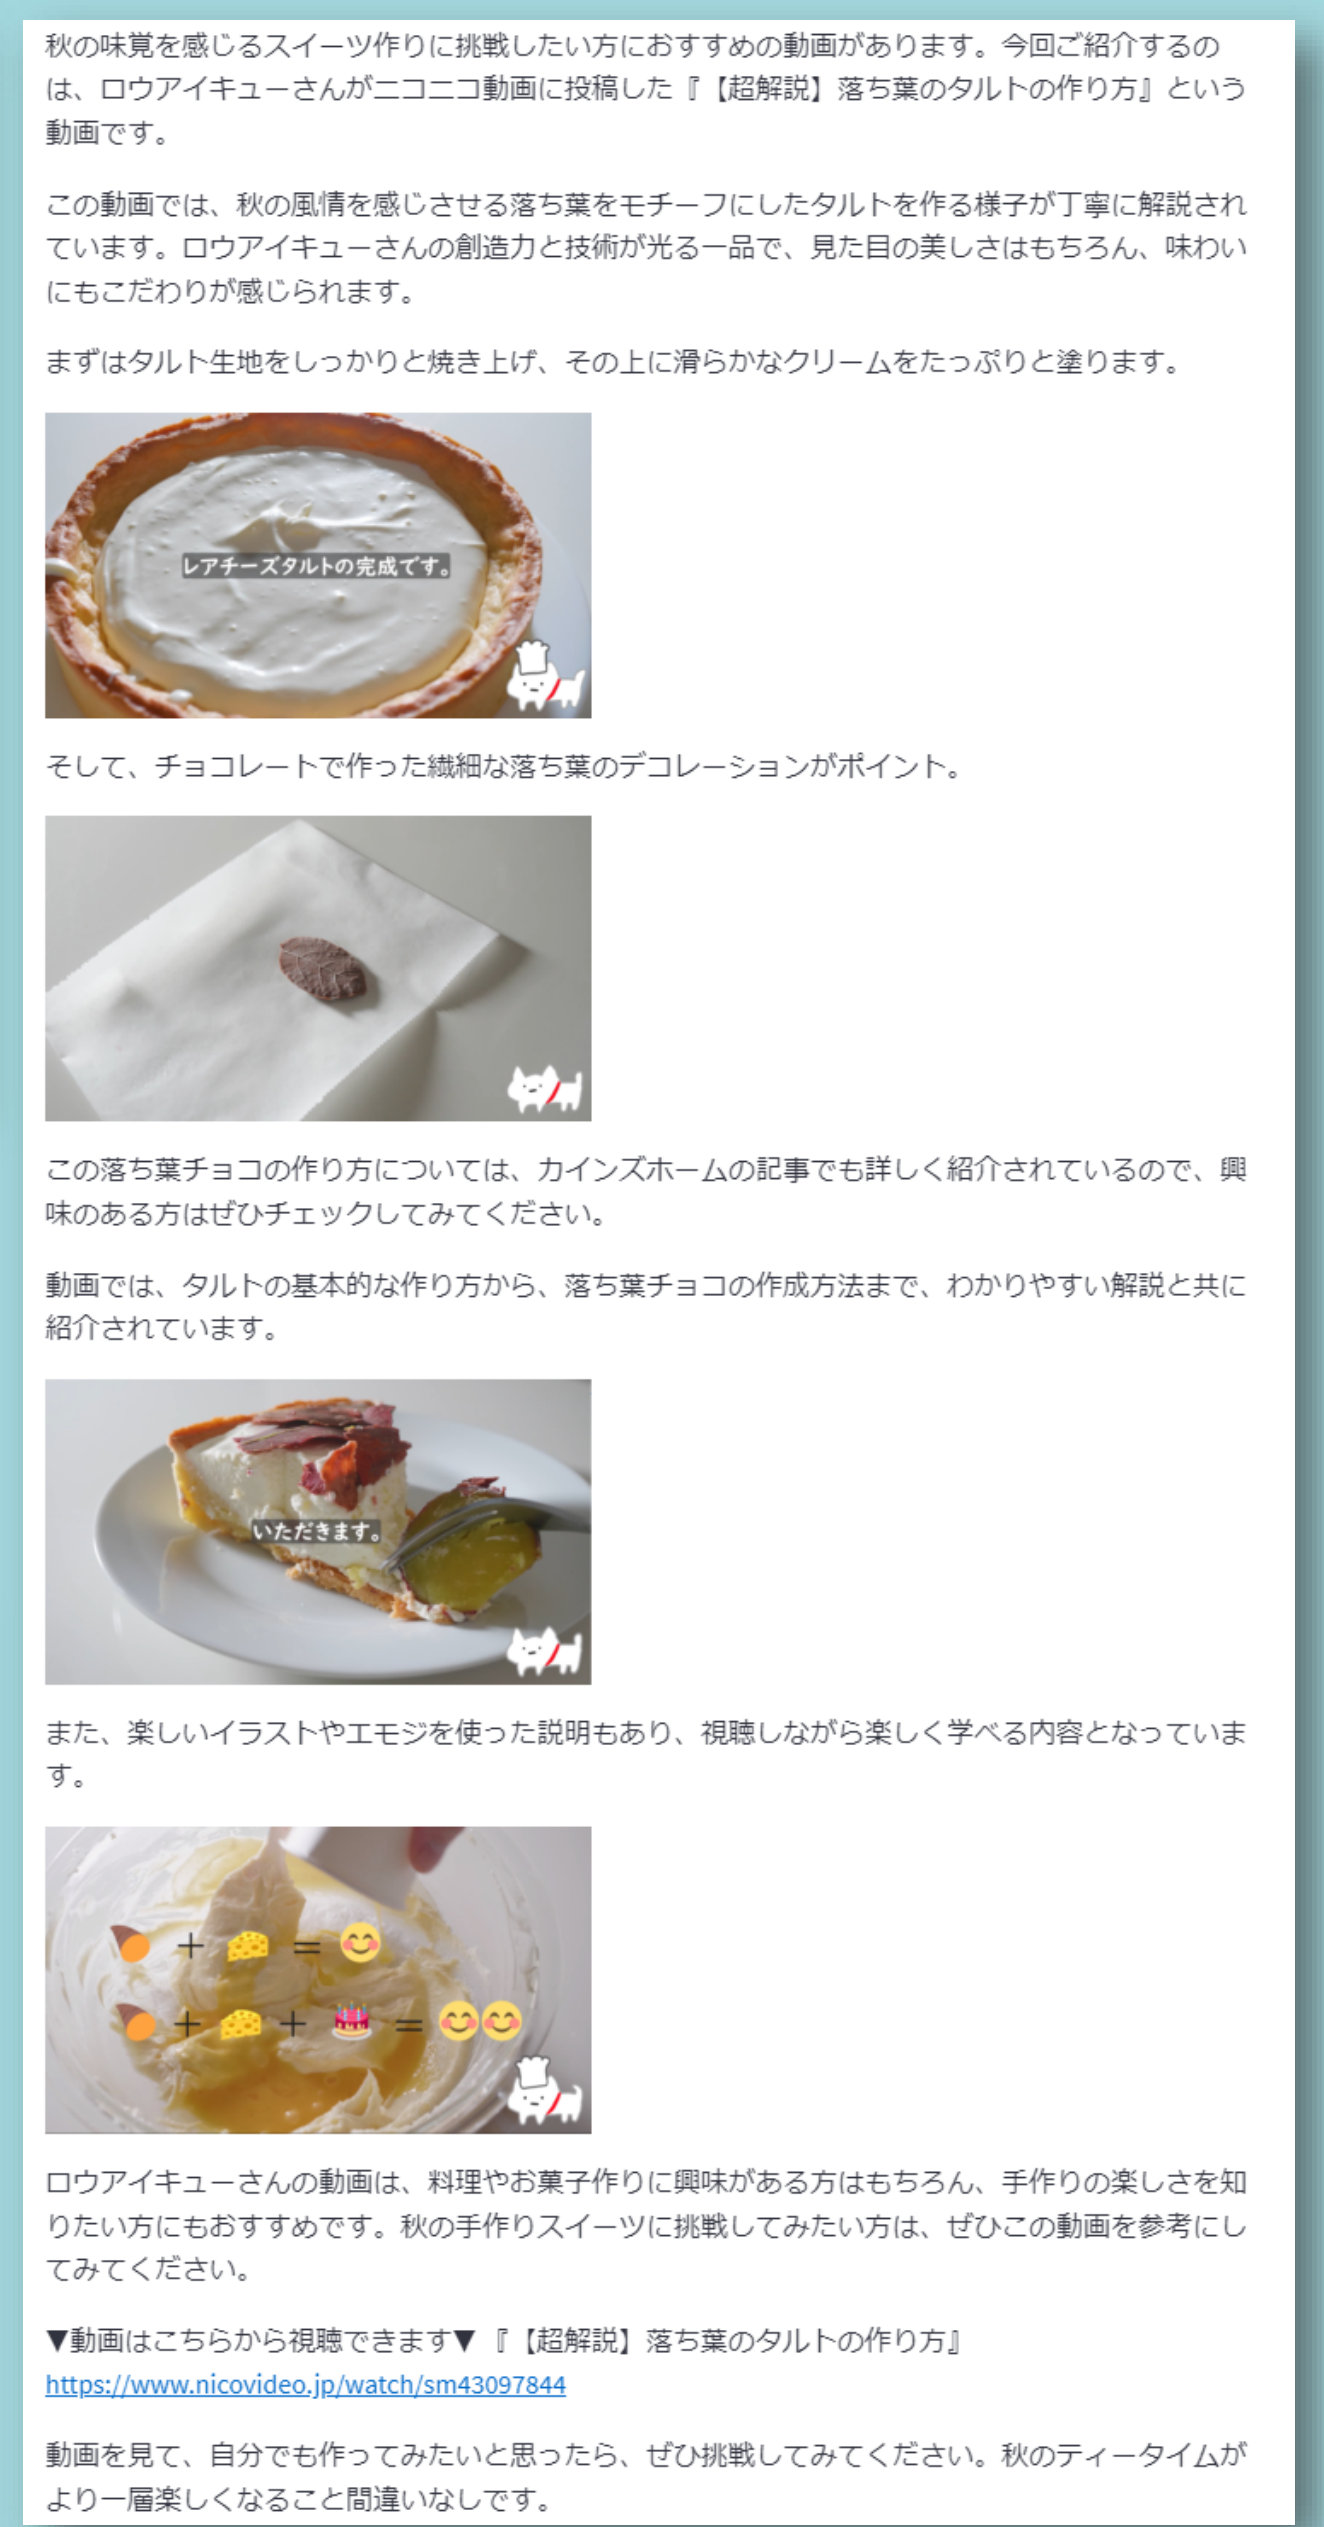 秋の味覚を感じるスイーツ作りに挑戦したい方におすすめの動画があります。今回ご紹介するの
は、ロウアイキューさんがニコニコ動画に投稿した『【超解説】落ち葉のタルトの作り方』という
動画です。
この動画では、秋の風情を感じさせる落ち葉をモチーフにしたタルトを作る様子が丁寧に解説され
ています。ロウアイキューさんの創造力と技術が光る一品で、見た目の美しさはもちろん、味わい
にもこだわりが感じられます。
まずはタルト生地をしっかりと焼き上げ、その上に滑らかなクリームをたっぷりと塗ります。
レアチーズタルトの完成です。
そして、チョコレートで作った繊細な落ち葉のデコレーションがポイント。
この落ち葉チョコの作り方については、カインズホームの記事でも詳しく紹介されているので、興
味のある方はぜひチェックしてみてください。
動画では、タルトの基本的な作り方から、落ち葉チョコの作成方法まで、わかりやすい解説と共に
紹介されています。
いただきます。
また、楽しいイラストやエモジを使った説明もあり、視聴しながら楽しく学べる内容となっていま
す。
🍠 + 🧀 = 😊
🍠 + 🧀 + 🎂 = 😊😊
ロウアイキューさんの動画は、料理やお菓子作りに興味がある方はもちろん、手作りの楽しさを知
りたい方にもおすすめです。秋の手作りスイーツに挑戦してみたい方は、ぜひこの動画を参考にし
てみてください。
▼動画はこちらから視聴できます▼ 『【超解説】落ち葉のタルトの作り方』
https://www.nicovideo.jp/watch/sm43097844
動画を見て、自分でも作ってみたいと思ったら、ぜひ挑戦してみてください。秋のティータイムが
より一層楽しくなること間違いなしです。